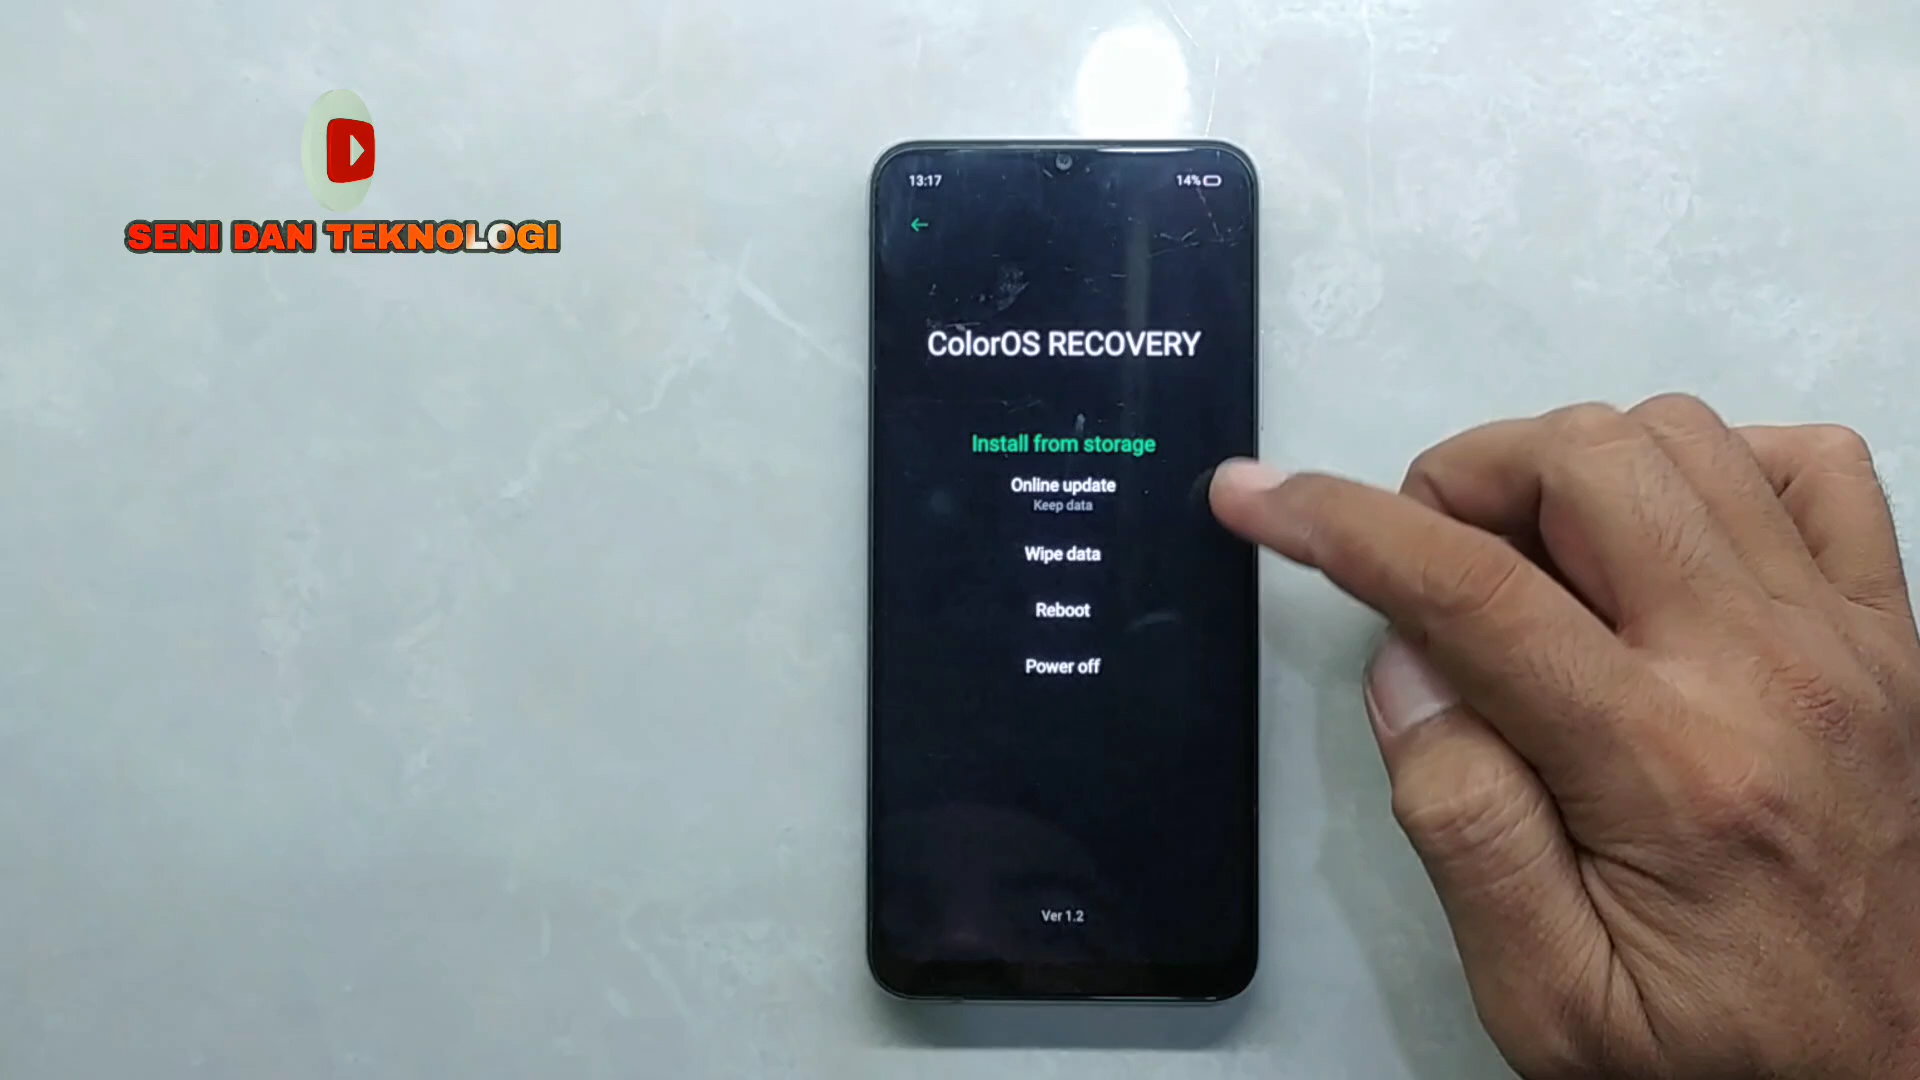 SENI DAN TEKNOLOGI
13:17
14%
ColorOS RECOVERY
Install from storage
Online update
Keep data
Wipe data
Reboot
Power off
Ver 1.2